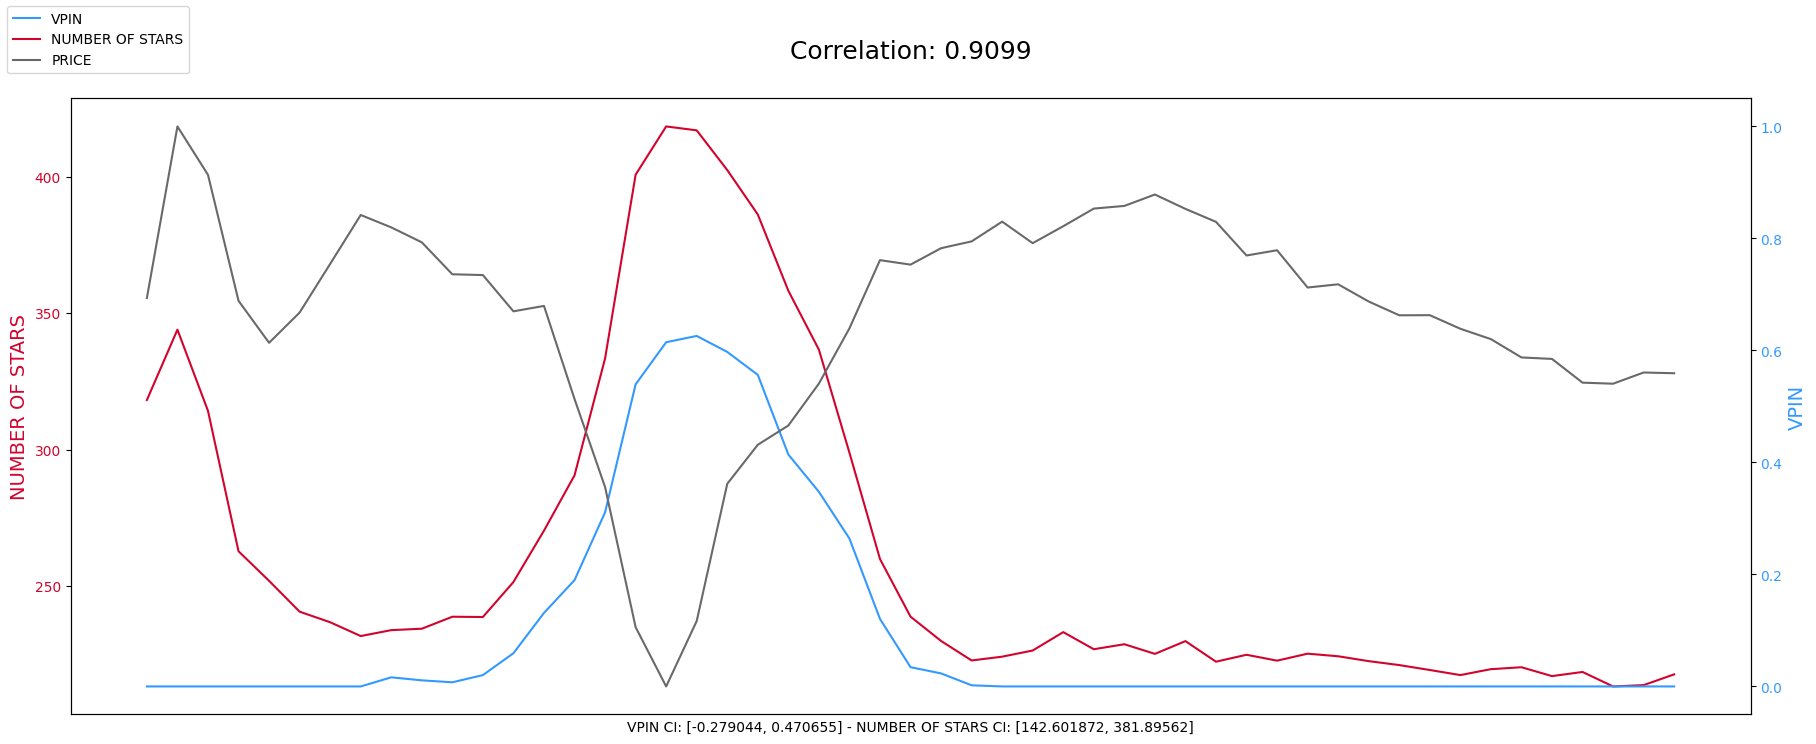 VPIN
NUMBER OF STARS
PRICE
Correlation: 0.9099
NUMBER OF STARS
400
350
300
250
1.0
0.8
0.6
0.4
0.2
0.0
VPIN
VPIN CI: [-0.279044, 0.470655] - NUMBER OF STARS CI: [142.601872, 381.89562]